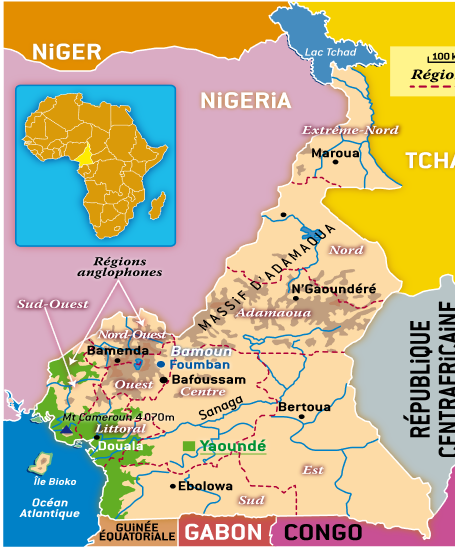 Lac Tchad
NiGER
100 k
Régio
NiGERiA
Extrême-Nord
Maroua
TCHA
MASSiF D'ADAMAOUA
Nord
Régions
anglophones
N'Gaoundéré
Sud-Ouest
Adamaoua
Nord-Ouest
Bamenda
Bamoun
Foumban
Bafoussam
Ouest
Centre
RÉPUBLIQUE
CENTRAFRICAiNE
Sanaga
Bertoua
Mt Cameroun 4 070m
Littoral
Douala
Yaoundé
Île Bioko
Est
Ebolowa
Océan
Atlantique
Sud
GUiNÉE
ÉQUATORiALE
GABON
CONGO